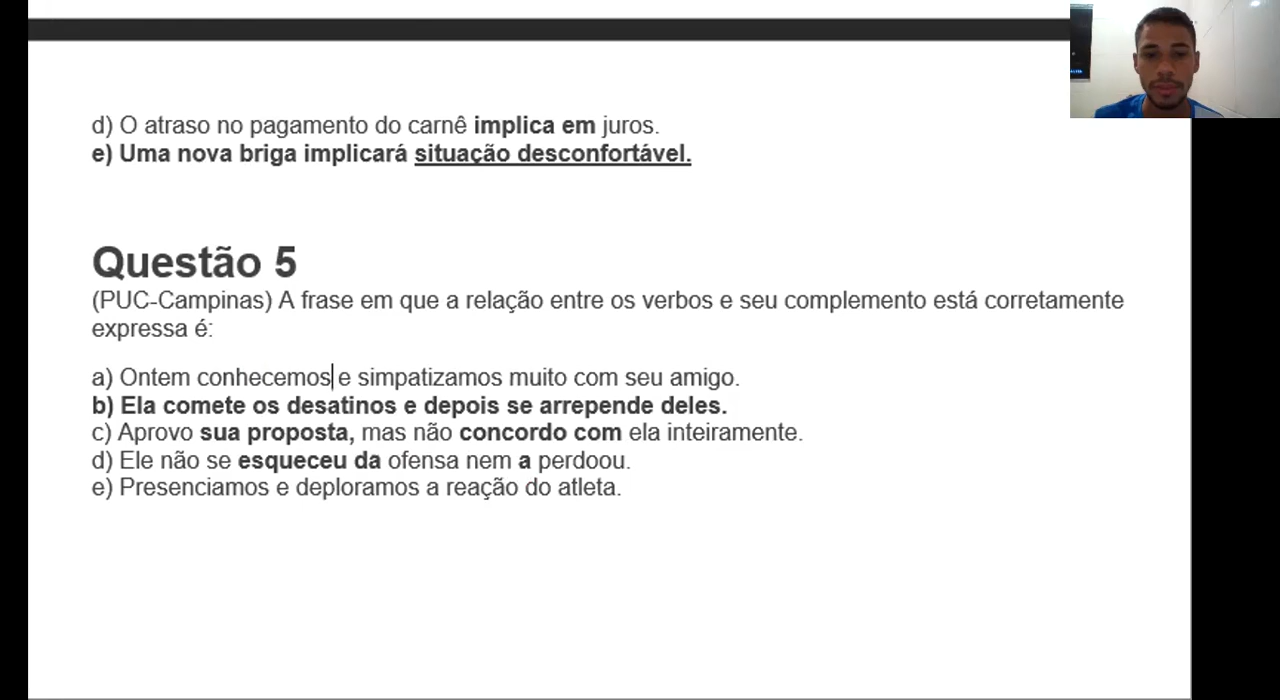 d) O atraso no pagamento do carnê implica em juros.
e) Uma nova briga implicará situação desconfortável.
Questão 5
(PUC-Campinas) A frase em que a relação entre os verbos e seu complemento está corretamente
expressa é:
a) Ontem conhecemos e simpatizamos muito com seu amigo.
b) Ela comete os desatinos e depois se arrepende deles.
c) Aprovo sua proposta, mas não concordo com ela inteiramente.
d) Ele não se esqueceu da ofensa nem a perdoou.
e) Presenciamos e deploramos a reação do atleta.